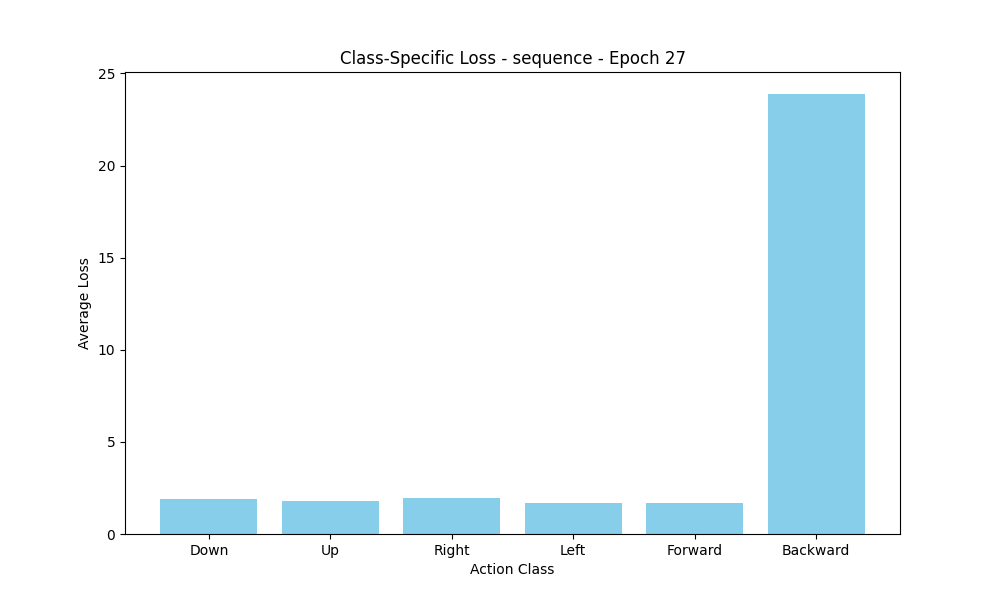 Class-Specific Loss - sequence - Epoch 27
25
20
15
10
5
0
Average Loss
Down Up Right Left Forward Backward
Action Class